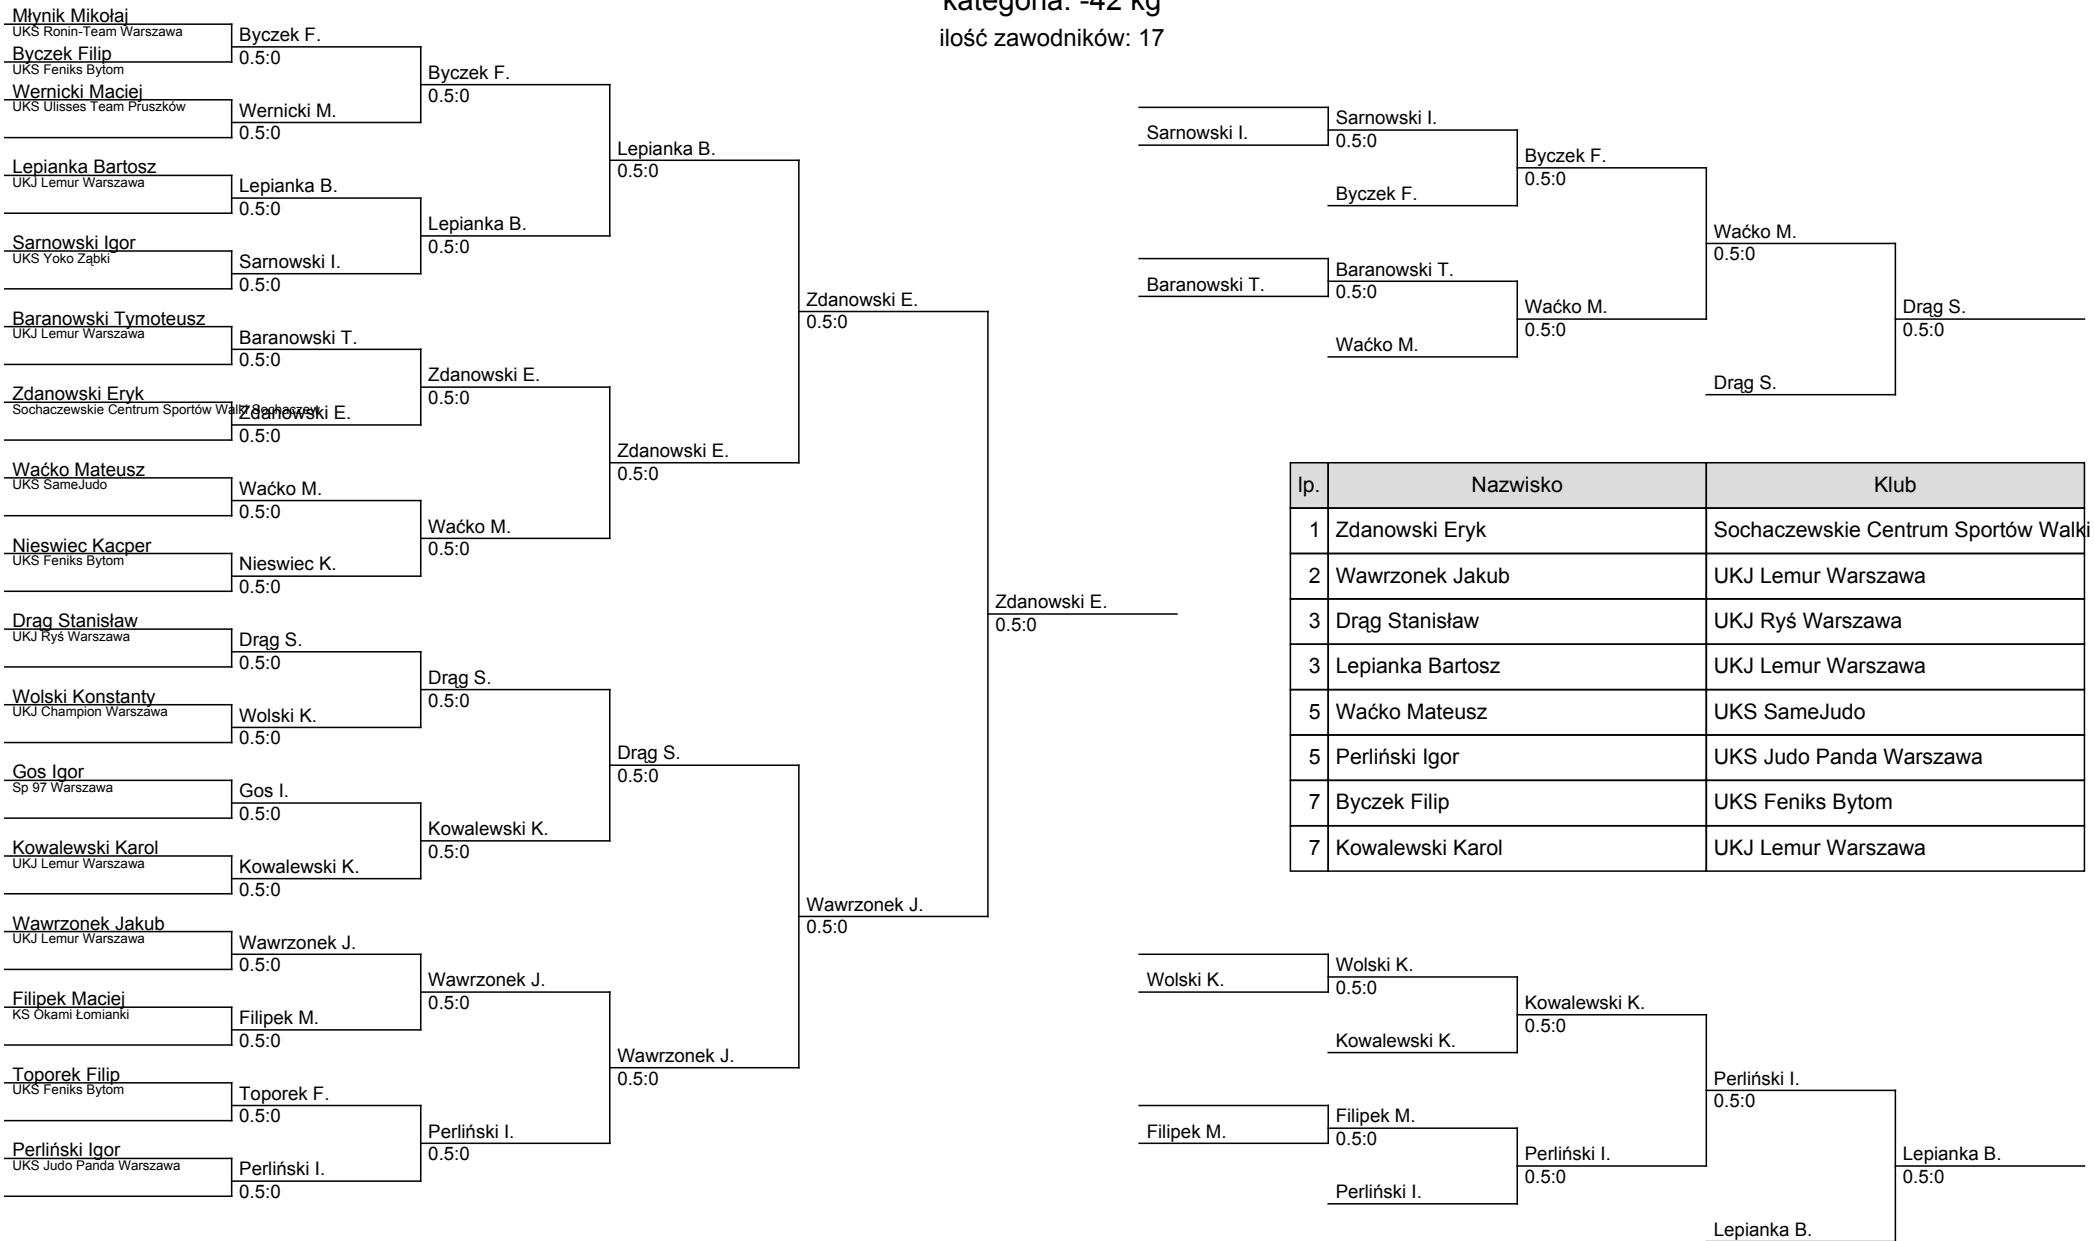 kategoria: -42 kg
ilość zawodników: 17
Młynik Mikołaj
UKS Ronin-Team Warszawa
Byczek Filip
UKS Feniks Bytom
Wernicki Maciej
UKS Ulisses Team Pruszków
Lepianka Bartosz
UKJ Lemur Warszawa
Sarnowski Igor
UKS Yoko Ząbki
Baranowski Tymoteusz
UKJ Lemur Warszawa
Zdanowski Eryk
Sochaczewskie Centrum Sportów Walki Sochaczew
Waćko Mateusz
UKS SameJudo
Nieswiec Kacper
UKS Feniks Bytom
Drąg Stanisław
UKJ Ryś Warszawa
Wolski Konstanty
UKJ Champion Warszawa
Gos Igor
Sp 97 Warszawa
Kowalewski Karol
UKJ Lemur Warszawa
Wawrzonek Jakub
UKJ Lemur Warszawa
Filipek Maciej
KS Okami Łomianki
Toporek Filip
UKS Feniks Bytom
Perliński Igor
UKS Judo Panda Warszawa
Byczek F.
0.5:0
Wernicki M.
0.5:0
Lepianka B.
0.5:0
Sarnowski I.
0.5:0
Baranowski T.
0.5:0
Zdanowski E.
0.5:0
Waćko M.
0.5:0
Nieswiec K.
0.5:0
Drąg S.
0.5:0
Wolski K.
0.5:0
Gos I.
0.5:0
Kowalewski K.
0.5:0
Wawrzonek J.
0.5:0
Filipek M.
0.5:0
Toporek F.
0.5:0
Perliński I.
0.5:0
Byczek F.
0.5:0
Lepianka B.
0.5:0
Zdanowski E.
0.5:0
Waćko M.
0.5:0
Drąg S.
0.5:0
Kowalewski K.
0.5:0
Wawrzonek J.
0.5:0
Perliński I.
0.5:0
Lepianka B.
0.5:0
Zdanowski E.
0.5:0
Drąg S.
0.5:0
Wawrzonek J.
0.5:0
Zdanowski E.
0.5:0
Wawrzonek J.
0.5:0
Zdanowski E.
0.5:0
Sarnowski I.
Baranowski T.
Sarnowski I.
0.5:0
Byczek F.
Baranowski T.
0.5:0
Waćko M.
Byczek F.
0.5:0
Waćko M.
0.5:0
Waćko M.
0.5:0
Drąg S.
Drąg S.
0.5:0
lp. Nazwisko Klub
1 Zdanowski Eryk Sochaczewskie Centrum Sportów Walki
2 Wawrzonek Jakub UKJ Lemur Warszawa
3 Drąg Stanisław UKJ Ryś Warszawa
3 Lepianka Bartosz UKJ Lemur Warszawa
5 Waćko Mateusz UKS SameJudo
5 Perliński Igor UKS Judo Panda Warszawa
7 Byczek Filip UKS Feniks Bytom
7 Kowalewski Karol UKJ Lemur Warszawa
Wolski K.
Filipek M.
Wolski K.
0.5:0
Kowalewski K.
Filipek M.
0.5:0
Perliński I.
Kowalewski K.
0.5:0
Perliński I.
0.5:0
Perliński I.
0.5:0
Lepianka B.
Lepianka B.
0.5:0